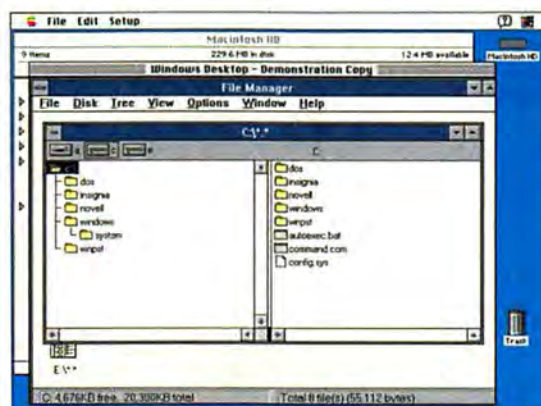 File Edit Setup
Macintosh HD
9 items 229.6 MB in disk 12.4 MB available
Macintosh HD
Windows Desktop - Demonstration Copy
File Manager
File Disk Tree View Options Window Help
C:\*.*
a c e C:
c:\
dos
insignia
novell
windows
system
winpst
dos
insignia
novell
windows
winpst
autoexec.bat
command.com
config.sys
Trash
E:\*.*
C: 4,676KB free, 20,300KB total Total 8 file(s) (55,112 bytes)